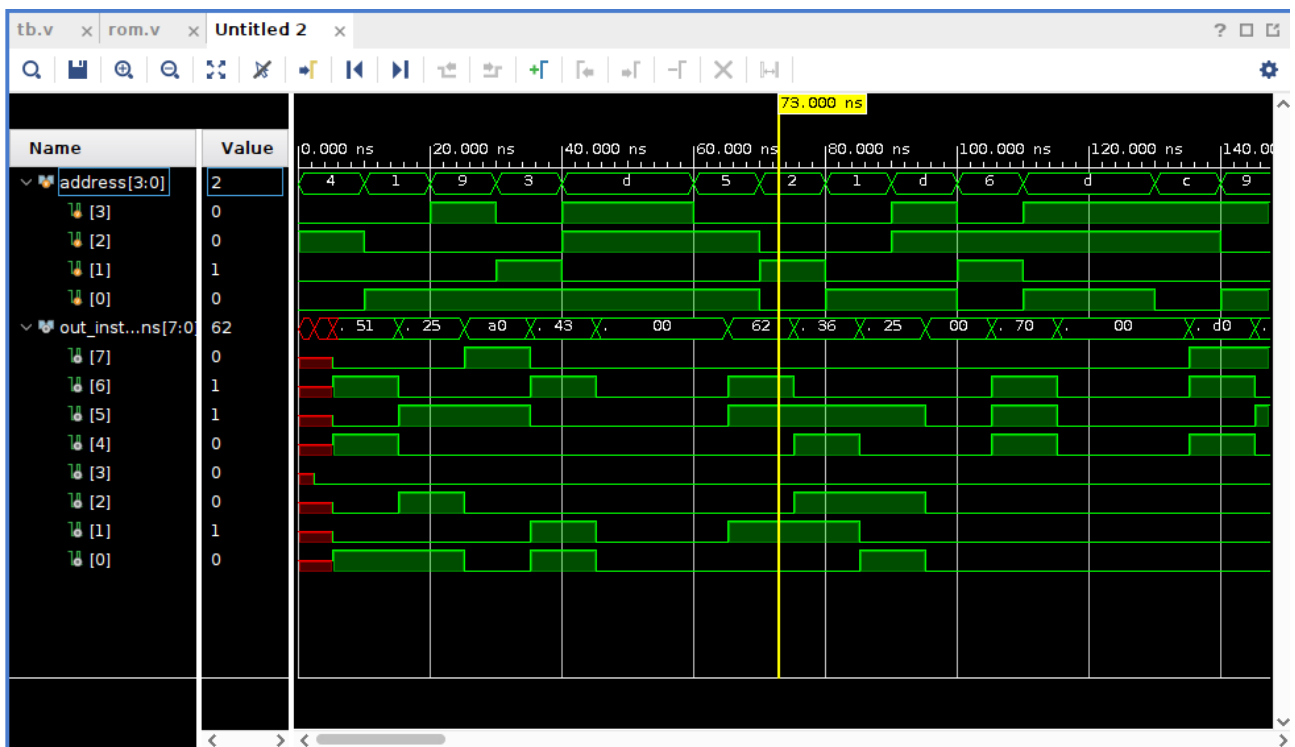 tb.v × rom.v × Untitled 2 ×
?
73.000 ns
Name Value
0.000 ns 20.000 ns 40.000 ns 60.000 ns 80.000 ns 100.000 ns 120.000 ns 140.00
address[3:0] 2 4 1 9 3 d 5 2 1 d 6 d c 9
[3] 0
[2] 0
[1] 1
[0] 0
out_inst...ns[7:0] 62 . 51 . 25 a0 . 43 . 00 62 . 36 . 25 00 . 70 . 00 . d0 .
[7] 0
[6] 1
[5] 1
[4] 0
[3] 0
[2] 0
[1] 1
[0] 0